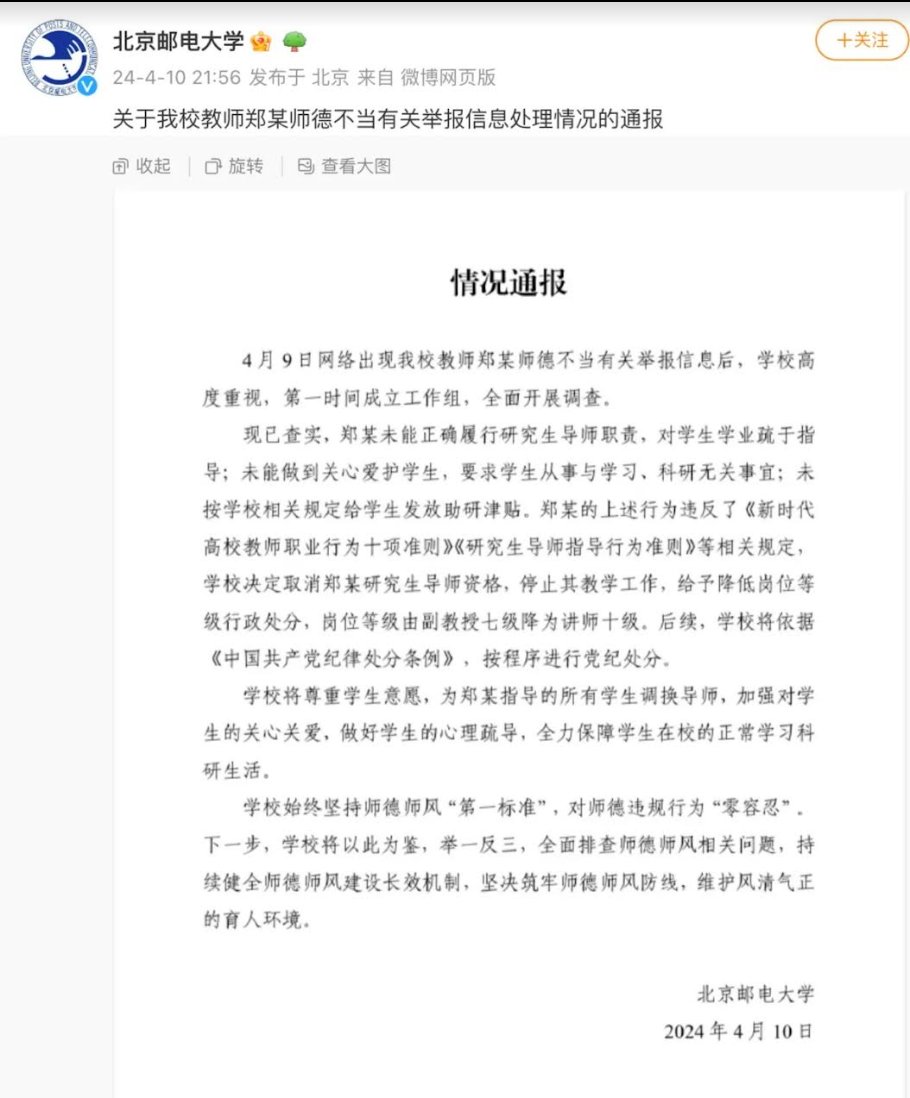 北京邮电大学
+关注
24-4-10 21:56 发布于 北京 来自 微博网页版
关于我校教师郑某师德不当有关举报信息处理情况的通报
收起 | 旋转 | 查看大图
情况通报
4月9日网络出现我校教师郑某师德不当有关举报信息后，学校高
度重视，第一时间成立工作组，全面开展调查。
现已查实，郑某未能正确履行研究生导师职责，对学生学业疏于指
导；未能做到关心爱护学生，要求学生从事与学习、科研无关事宜；未
按学校相关规定给学生发放助研津贴。郑某的上述行为违反了《新时代
高校教师职业行为十项准则》《研究生导师指导行为准则》等相关规定，
学校决定取消郑某研究生导师资格，停止其教学工作，给予降低岗位等
级行政处分，岗位等级由副教授七级降为讲师十级。后续，学校将依据
《中国共产党纪律处分条例》，按程序进行党纪处分。
学校将尊重学生意愿，为郑某指导的所有学生调换导师，加强对学
生的关心关爱，做好学生的心理疏导，全力保障学生在校的正常学习科
研生活。
学校始终坚持师德师风“第一标准”，对师德违规行为“零容忍”。
下一步，学校将以此为鉴，举一反三，全面排查师德师风相关问题，持
续健全师德师风建设长效机制，坚决筑牢师德师风防线，维护风清气正
的育人环境。
北京邮电大学
2024年4月10日